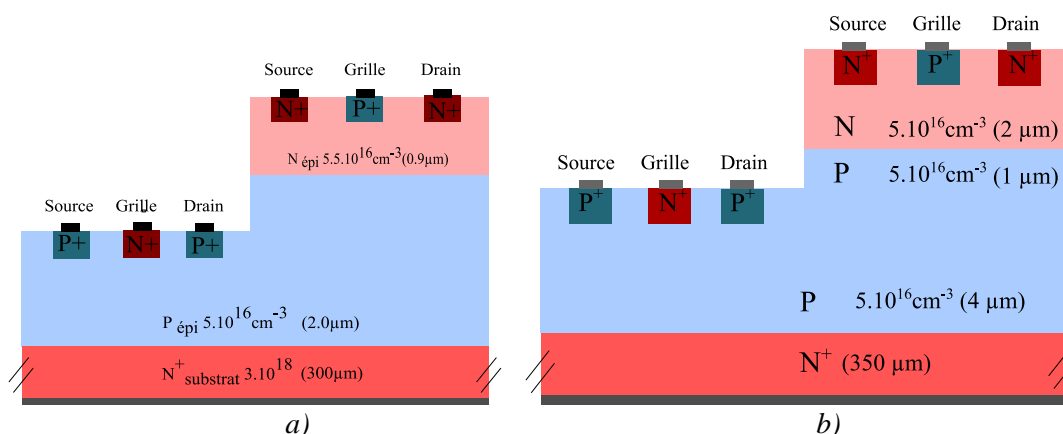 Source Grille Drain
N+ P+ N+
N épi 5.5.10¹⁶cm⁻³(0.9µm)
Source Grille Drain
P+ N+ P+
P épi 5.10¹⁶cm⁻³ (2.0µm)
N⁺ substrat 3.10¹⁸ (300µm)
a)
Source Grille Drain
N⁺ P⁺ N⁺
N 5.10¹⁶cm⁻³ (2 µm)
P 5.10¹⁶cm⁻³ (1 µm)
Source Grille Drain
P⁺ N⁺ P⁺
P 5.10¹⁶cm⁻³ (4 µm)
N⁺ (350 µm)
b)